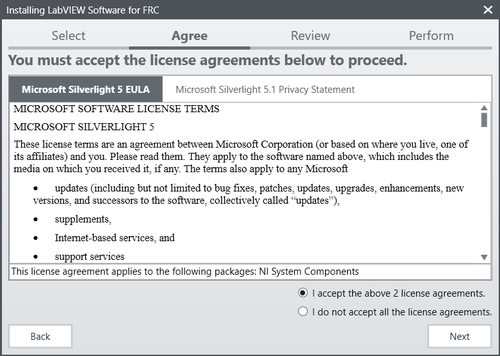 Installing LabVIEW Software for FRC
Select
Agree
Review
Perform
You must accept the license agreements below to proceed.
Microsoft Silverlight 5 EULA
Microsoft Silverlight 5.1 Privacy Statement
MICROSOFT SOFTWARE LICENSE TERMS
MICROSOFT SILVERLIGHT 5
These license terms are an agreement between Microsoft Corporation (or based on where you live, one of
its affiliates) and you. Please read them. They apply to the software named above, which includes the
media on which you received it, if any. The terms also apply to any Microsoft
• updates (including but not limited to bug fixes, patches, updates, upgrades, enhancements, new
versions, and successors to the software, collectively called “updates”),
• supplements,
• Internet-based services, and
• support services
This license agreement applies to the following packages: NI System Components
I accept the above 2 license agreements.
I do not accept all the license agreements.
Back
Next